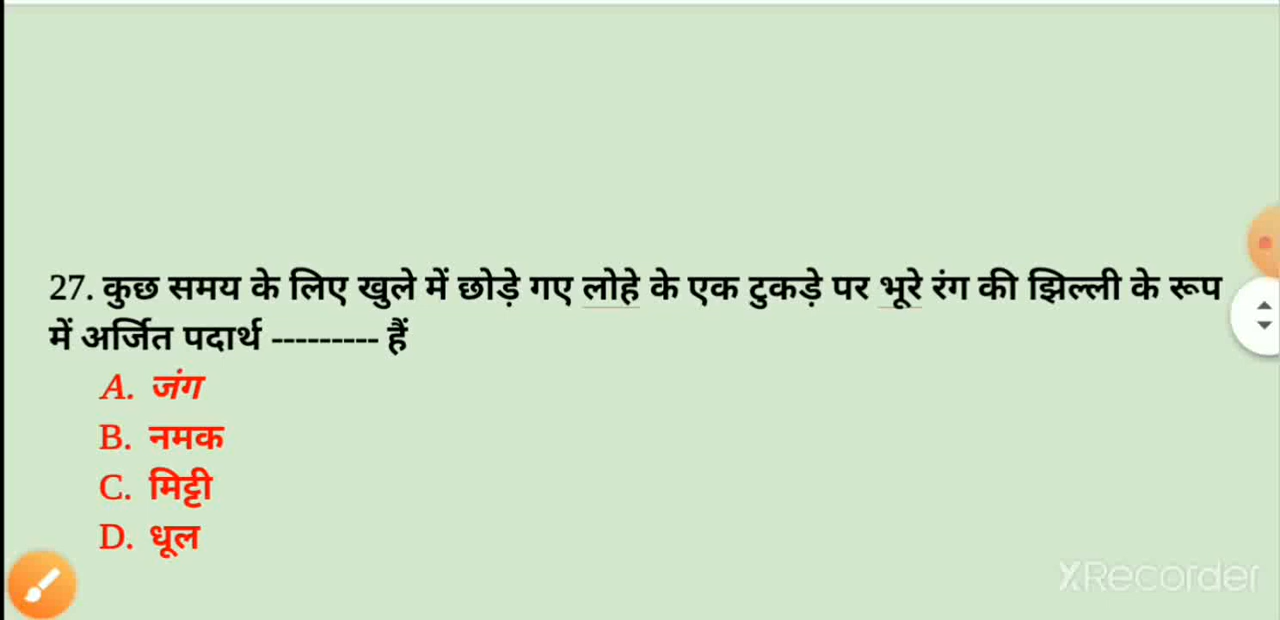 27. कुछ समय के लिए खुले में छोड़े गए लोहे के एक टुकड़े पर भूरे रंग की झिल्ली के रूप
में अर्जित पदार्थ --------- हैं
A. जंग
B. नमक
C. मिट्टी
D. धूल
XRecorder